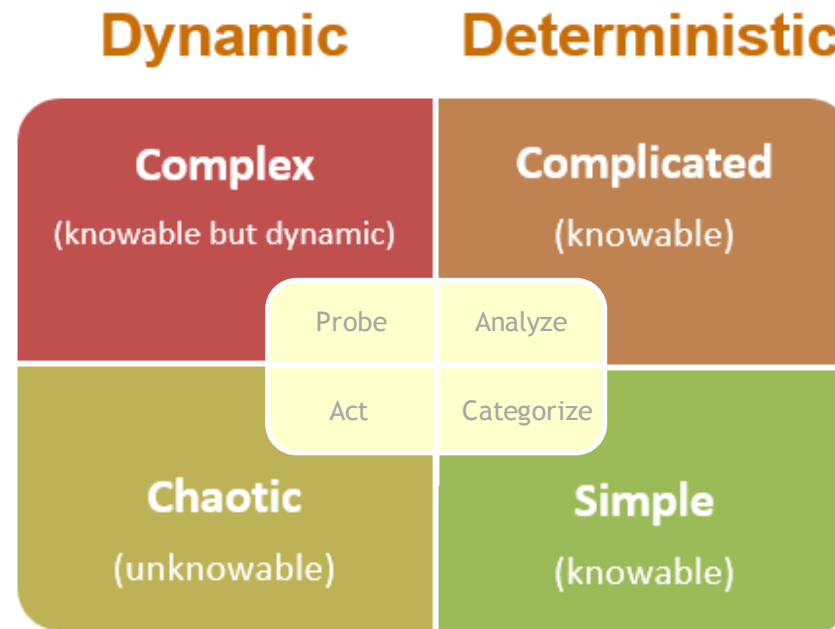 Dynamic Deterministic
Complex Complicated
(knowable but dynamic) (knowable)
Probe Analyze
Act Categorize
Chaotic Simple
(unknowable) (knowable)